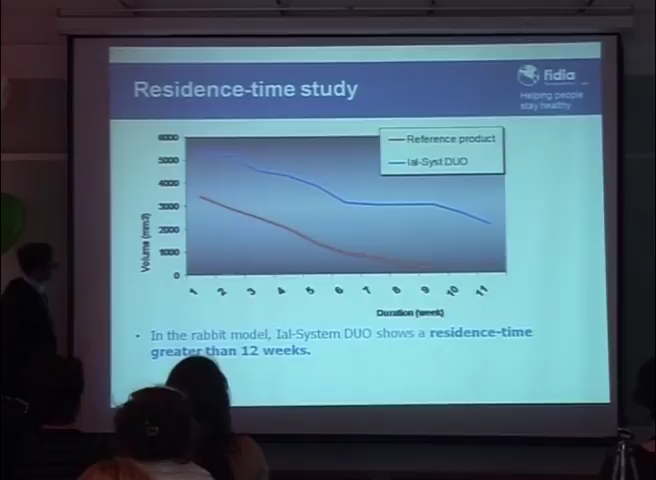 Residence-time study
fidia
Helping people
stay healthy
6000
5000
4000
3000
2000
1000
0
Volume (mm3)
Reference product
Ial-Syst DUO
1 2 3 4 5 6 7 8 9 10 11
Duration (week)
• In the rabbit model, Ial-System DUO shows a residence-time
greater than 12 weeks.